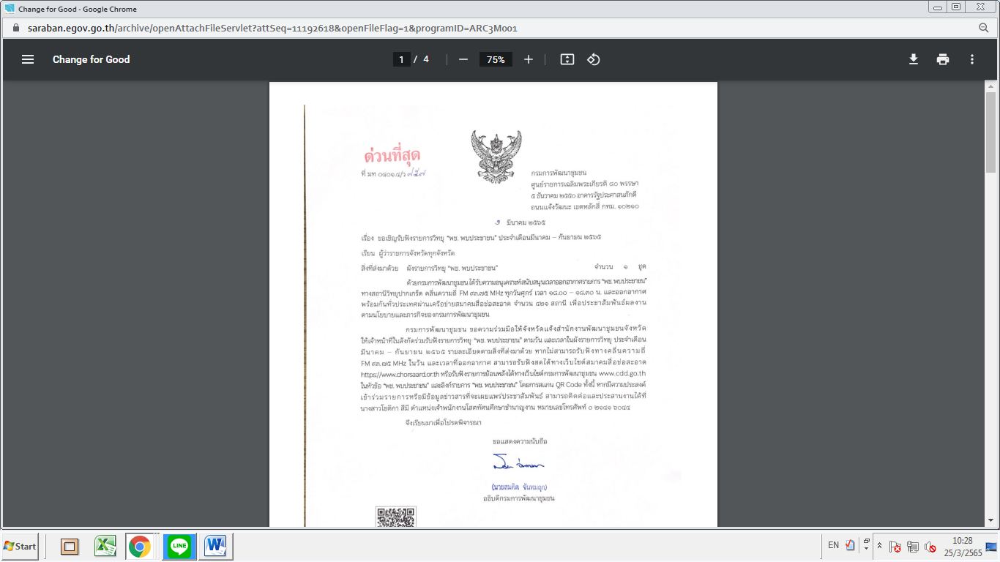 Change for Good - Google Chrome
saraban.egov.go.th/archive/openAttachFileServlet?attSeq=11192618&openFileFlag=1&programID=ARC3M001
Change for Good
1 / 4
75%
ด่วนที่สุด
ที่ มท ๐๔๐๑.๕/ว ๗๕๗
กรมการพัฒนาชุมชน
ศูนย์ราชการเฉลิมพระเกียรติ ๘๐ พรรษา
๕ ธันวาคม ๒๕๕๐ อาคารรัฐประศาสนภักดี
ถนนแจ้งวัฒนะ เขตหลักสี่ กทม. ๑๐๒๑๐
มีนาคม ๒๕๖๕
เรื่อง ขอเชิญรับฟังรายการวิทยุ "พช. พบประชาชน" ประจำเดือนมีนาคม – กันยายน ๒๕๖๕
เรียน ผู้ว่าราชการจังหวัดทุกจังหวัด
สิ่งที่ส่งมาด้วย ผังรายการวิทยุ "พช. พบประชาชน" จำนวน ๑ ชุด
ด้วยกรมการพัฒนาชุมชนได้รับความอนุเคราะห์สนับสนุนเวลาออกอากาศรายการ "พช. พบประชาชน"
ทางสถานีวิทยุปากเกร็ด คลื่นความถี่ FM ๙๓.๗๕ MHz ทุกวันศุกร์ เวลา ๑๘.๐๐ – ๑๘.๓๐ น. และออกอากาศ
พร้อมกันทั่วประเทศผ่านเครือข่ายสมาคมสื่อช่อสะอาด จำนวน ๔๒๑ สถานี เพื่อประชาสัมพันธ์ผลงาน
ตามนโยบายและภารกิจของกรมการพัฒนาชุมชน
กรมการพัฒนาชุมชน ขอความร่วมมือให้จังหวัดแจ้งสำนักงานพัฒนาชุมชนจังหวัด
ให้เจ้าหน้าที่ในสังกัดร่วมรับฟังรายการวิทยุ "พช. พบประชาชน" ตามวัน และเวลาในผังรายการวิทยุ ประจำเดือน
มีนาคม – กันยายน ๒๕๖๕ รายละเอียดตามสิ่งที่ส่งมาด้วย หากไม่สามารถรับฟังทางคลื่นความถี่
FM ๙๓.๗๕ MHz ในวัน และเวลาที่ออกอากาศ สามารถรับฟังสดได้ทางเว็บไซต์สมาคมสื่อช่อสะอาด
https://www.chorsaard.or.th หรือรับฟังรายการย้อนหลังได้ทางเว็บไซต์กรมการพัฒนาชุมชน www.cdd.go.th
ในหัวข้อ "พช. พบประชาชน" และลิงก์รายการ "พช. พบประชาชน" โดยการสแกน QR Code ทั้งนี้ หากมีความประสงค์
เข้าร่วมรายการหรือมีข้อมูลข่าวสารที่จะเผยแพร่ประชาสัมพันธ์ สามารถติดต่อและประสานงานได้ที่
นางสาวโชติกา สีมี ตำแหน่งเจ้าพนักงานโสตทัศนศึกษาชำนาญงาน หมายเลขโทรศัพท์ ๐ ๒๑๔๑ ๖๐๔๔
จึงเรียนมาเพื่อโปรดพิจารณา
ขอแสดงความนับถือ
(นายสมคิด จันทมฤก)
อธิบดีกรมการพัฒนาชุมชน
Start
LINE
EN
10:28
25/3/2565